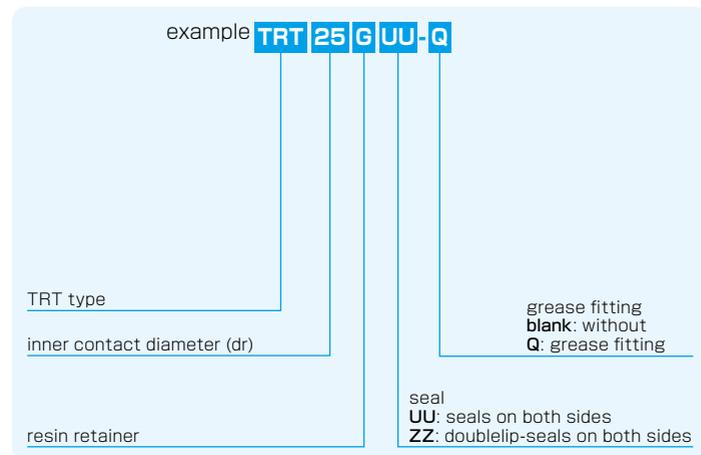 example TRT 25 G UU-Q
TRT type
inner contact diameter (dr)
resin retainer
grease fitting
blank: without
Q: grease fitting
seal
UU: seals on both sides
ZZ: doublelip-seals on both sides